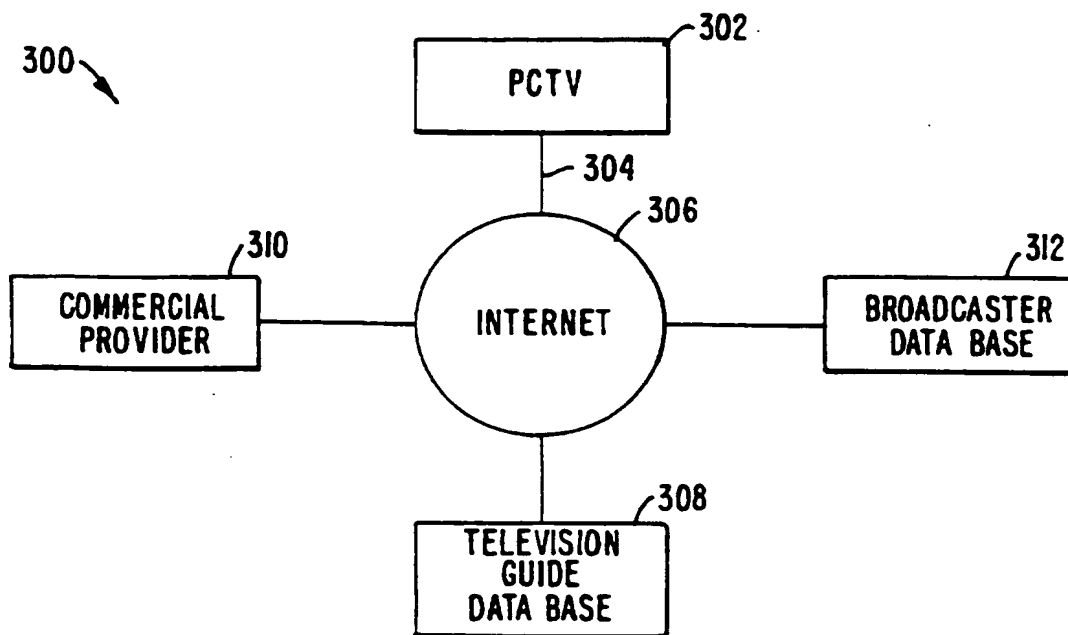 302
300
PCTV
304
306
310
312
COMMERCIAL
PROVIDER
INTERNET
BROADCASTER
DATA BASE
308
TELEVISION
GUIDE
DATA BASE